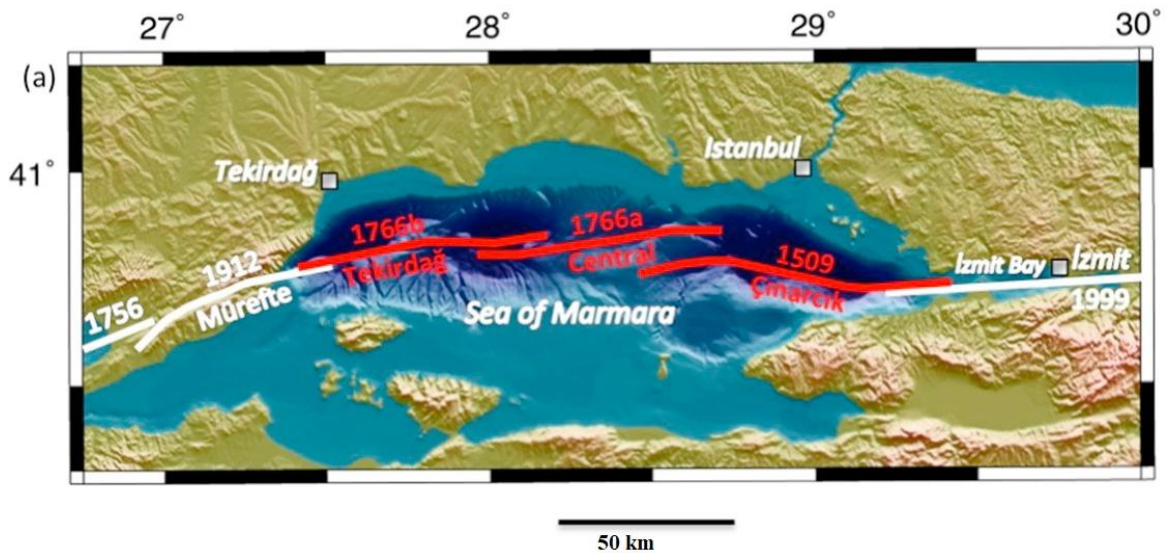 27° 28° 29° 30°
(a)
41°
Tekirdağ
Istanbul
1766b
1766a
1912
Tekirdağ
Central
1509
İzmit Bay
İzmit
1756
Mürefte
Sea of Marmara
Çınarcık
1999
50 km